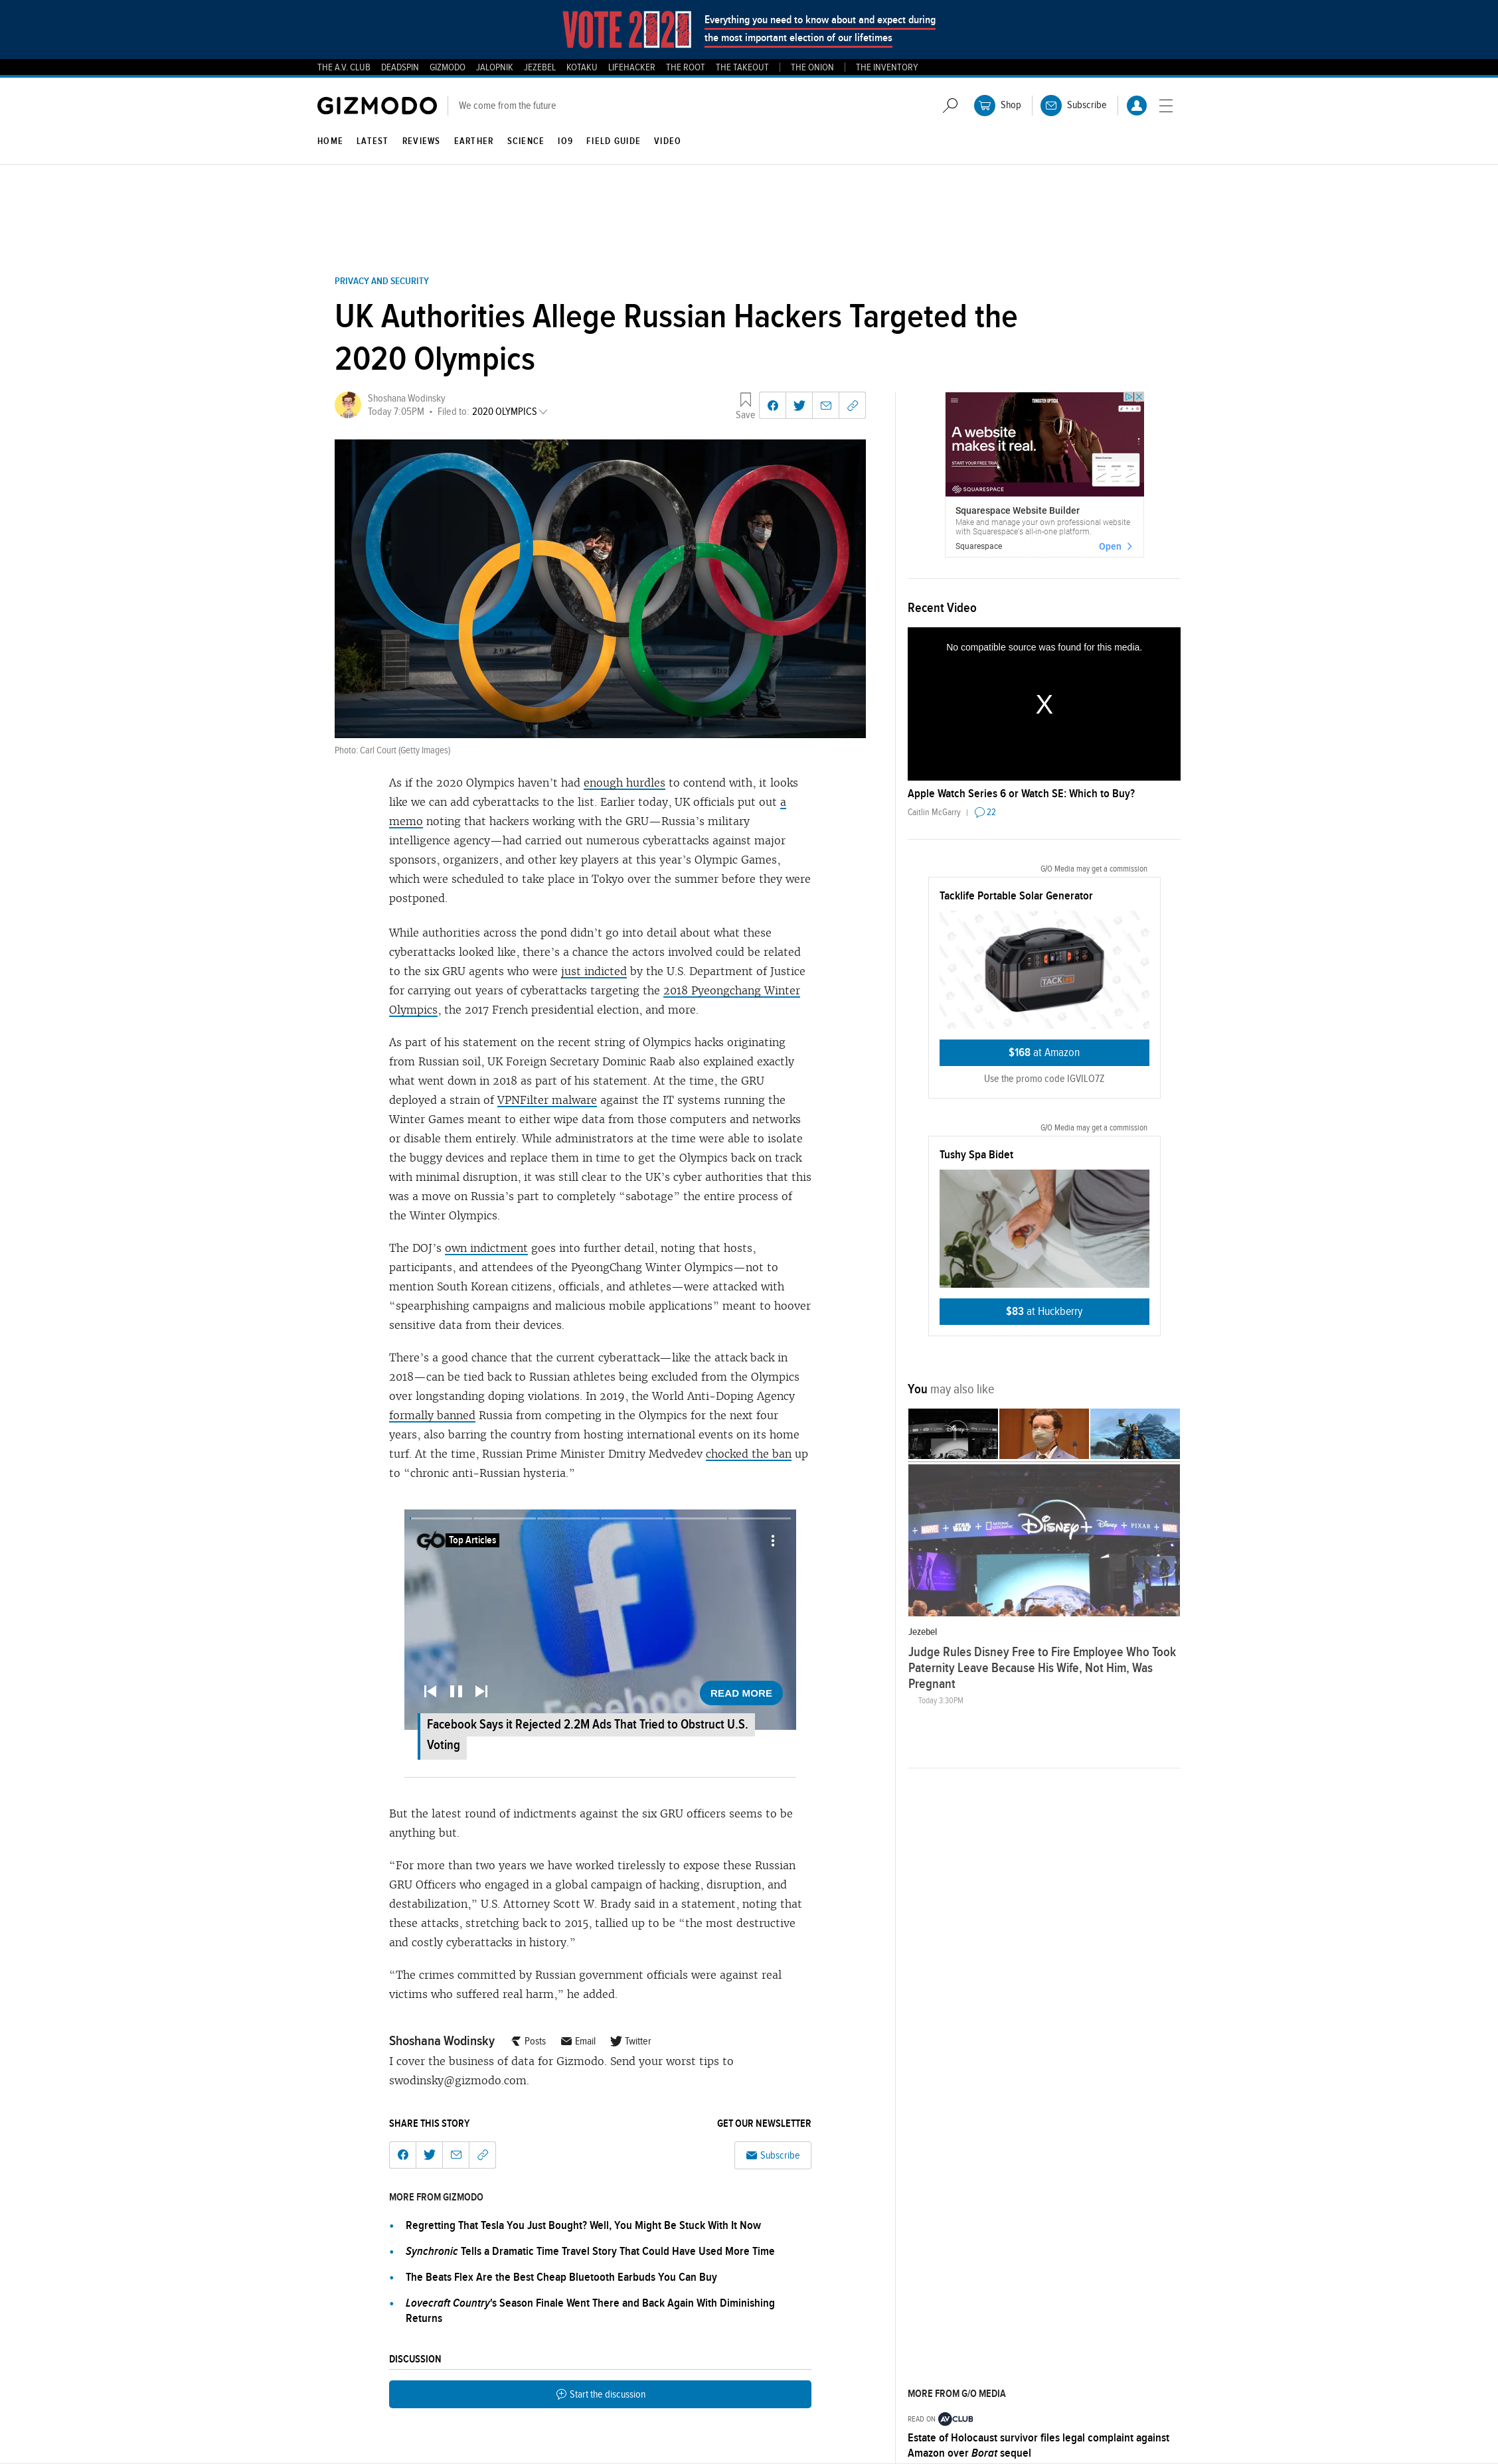 VOTE 2020
Everything you need to know about and expect during
the most important election of our lifetimes
THE A.V. CLUB DEADSPIN GIZMODO JALOPNIK JEZEBEL KOTAKU LIFEHACKER THE ROOT THE TAKEOUT THE ONION THE INVENTORY
GIZMODO
We come from the future
Shop
Subscribe
HOME LATEST REVIEWS EARTHER SCIENCE IO9 FIELD GUIDE VIDEO
PRIVACY AND SECURITY
UK Authorities Allege Russian Hackers Targeted the
2020 Olympics
Shoshana Wodinsky
Today 7:05PM • Filed to: 2020 OLYMPICS
Save
Photo: Carl Court (Getty Images)
As if the 2020 Olympics haven’t had enough hurdles to contend with, it looks
like we can add cyberattacks to the list. Earlier today, UK officials put out a
memo noting that hackers working with the GRU—Russia’s military
intelligence agency—had carried out numerous cyberattacks against major
sponsors, organizers, and other key players at this year’s Olympic Games,
which were scheduled to take place in Tokyo over the summer before they were
postponed.
While authorities across the pond didn’t go into detail about what these
cyberattacks looked like, there’s a chance the actors involved could be related
to the six GRU agents who were just indicted by the U.S. Department of Justice
for carrying out years of cyberattacks targeting the 2018 Pyeongchang Winter
Olympics, the 2017 French presidential election, and more.
As part of his statement on the recent string of Olympics hacks originating
from Russian soil, UK Foreign Secretary Dominic Raab also explained exactly
what went down in 2018 as part of his statement. At the time, the GRU
deployed a strain of VPNFilter malware against the IT systems running the
Winter Games meant to either wipe data from those computers and networks
or disable them entirely. While administrators at the time were able to isolate
the buggy devices and replace them in time to get the Olympics back on track
with minimal disruption, it was still clear to the UK’s cyber authorities that this
was a move on Russia’s part to completely “sabotage” the entire process of
the Winter Olympics.
The DOJ’s own indictment goes into further detail, noting that hosts,
participants, and attendees of the PyeongChang Winter Olympics—not to
mention South Korean citizens, officials, and athletes—were attacked with
“spearphishing campaigns and malicious mobile applications” meant to hoover
sensitive data from their devices.
There’s a good chance that the current cyberattack—like the attack back in
2018—can be tied back to Russian athletes being excluded from the Olympics
over longstanding doping violations. In 2019, the World Anti-Doping Agency
formally banned Russia from competing in the Olympics for the next four
years, also barring the country from hosting international events on its home
turf. At the time, Russian Prime Minister Dmitry Medvedev chocked the ban up
to “chronic anti-Russian hysteria.”
GO Top Articles
READ MORE
Facebook Says it Rejected 2.2M Ads That Tried to Obstruct U.S.
Voting
But the latest round of indictments against the six GRU officers seems to be
anything but.
“For more than two years we have worked tirelessly to expose these Russian
GRU Officers who engaged in a global campaign of hacking, disruption, and
destabilization,” U.S. Attorney Scott W. Brady said in a statement, noting that
these attacks, stretching back to 2015, tallied up to be “the most destructive
and costly cyberattacks in history.”
“The crimes committed by Russian government officials were against real
victims who suffered real harm,” he added.
Shoshana Wodinsky Posts Email Twitter
I cover the business of data for Gizmodo. Send your worst tips to
swodinsky@gizmodo.com.
SHARE THIS STORY
GET OUR NEWSLETTER
Subscribe
MORE FROM GIZMODO
• Regretting That Tesla You Just Bought? Well, You Might Be Stuck With It Now
• Synchronic Tells a Dramatic Time Travel Story That Could Have Used More Time
• The Beats Flex Are the Best Cheap Bluetooth Earbuds You Can Buy
• Lovecraft Country's Season Finale Went There and Back Again With Diminishing
Returns
DISCUSSION
Start the discussion
TUNGSTEN OPTICAL
A website
makes it real.
START YOUR FREE TRIAL
SQUARESPACE
Squarespace Website Builder
Make and manage your own professional website
with Squarespace's all-in-one platform.
Squarespace
Open
Recent Video
No compatible source was found for this media.
X
Apple Watch Series 6 or Watch SE: Which to Buy?
Caitlin McGarry | 22
G/O Media may get a commission
Tacklife Portable Solar Generator
TACKLIFE
$168 at Amazon
Use the promo code IGVILO7Z
G/O Media may get a commission
Tushy Spa Bidet
$83 at Huckberry
You may also like
Disney+
MARVEL STAR WARS NATIONAL GEOGRAPHIC Disney+ Disney PIXAR MARVEL
Jezebel
Judge Rules Disney Free to Fire Employee Who Took
Paternity Leave Because His Wife, Not Him, Was
Pregnant
Today 3:30PM
MORE FROM G/O MEDIA
READ ON AV CLUB
Estate of Holocaust survivor files legal complaint against
Amazon over Borat sequel